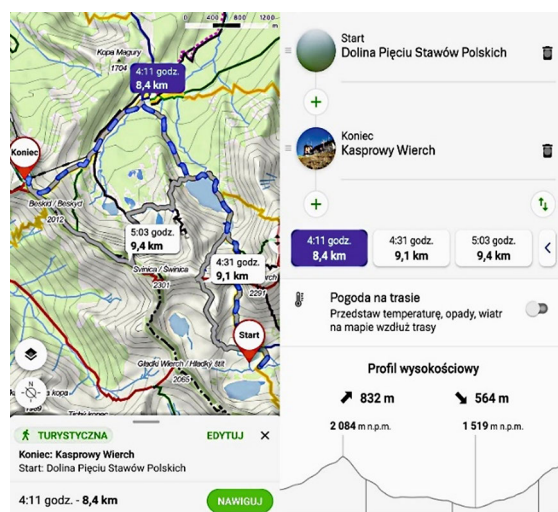 0 400 800 1200 m
Kopa Magury
1704
4:11 godz.
8,4 km
Koniec
Beskid / Beskyd
2012
5:03 godz.
9,4 km
4:31 godz.
9,1 km
Svinica / Świnica
2301
2291
Start
Gładki Wierch / Hladký štít
2065
N
TURYSTYCZNA
EDYTUJ X
Koniec: Kasprowy Wierch
Start: Dolina Pięciu Stawów Polskich
4:11 godz. - 8,4 km
NAWIGUJ
Start
Dolina Pięciu Stawów Polskich
Koniec
Kasprowy Wierch
4:11 godz. 4:31 godz. 5:03 godz.
8,4 km 9,1 km 9,4 km
Pogoda na trasie
Przedstaw temperaturę, opady, wiatr
na mapie wzdłuż trasy
Profil wysokościowy
832 m 564 m
2 084 m n.p.m. 1 519 m n.p.m.